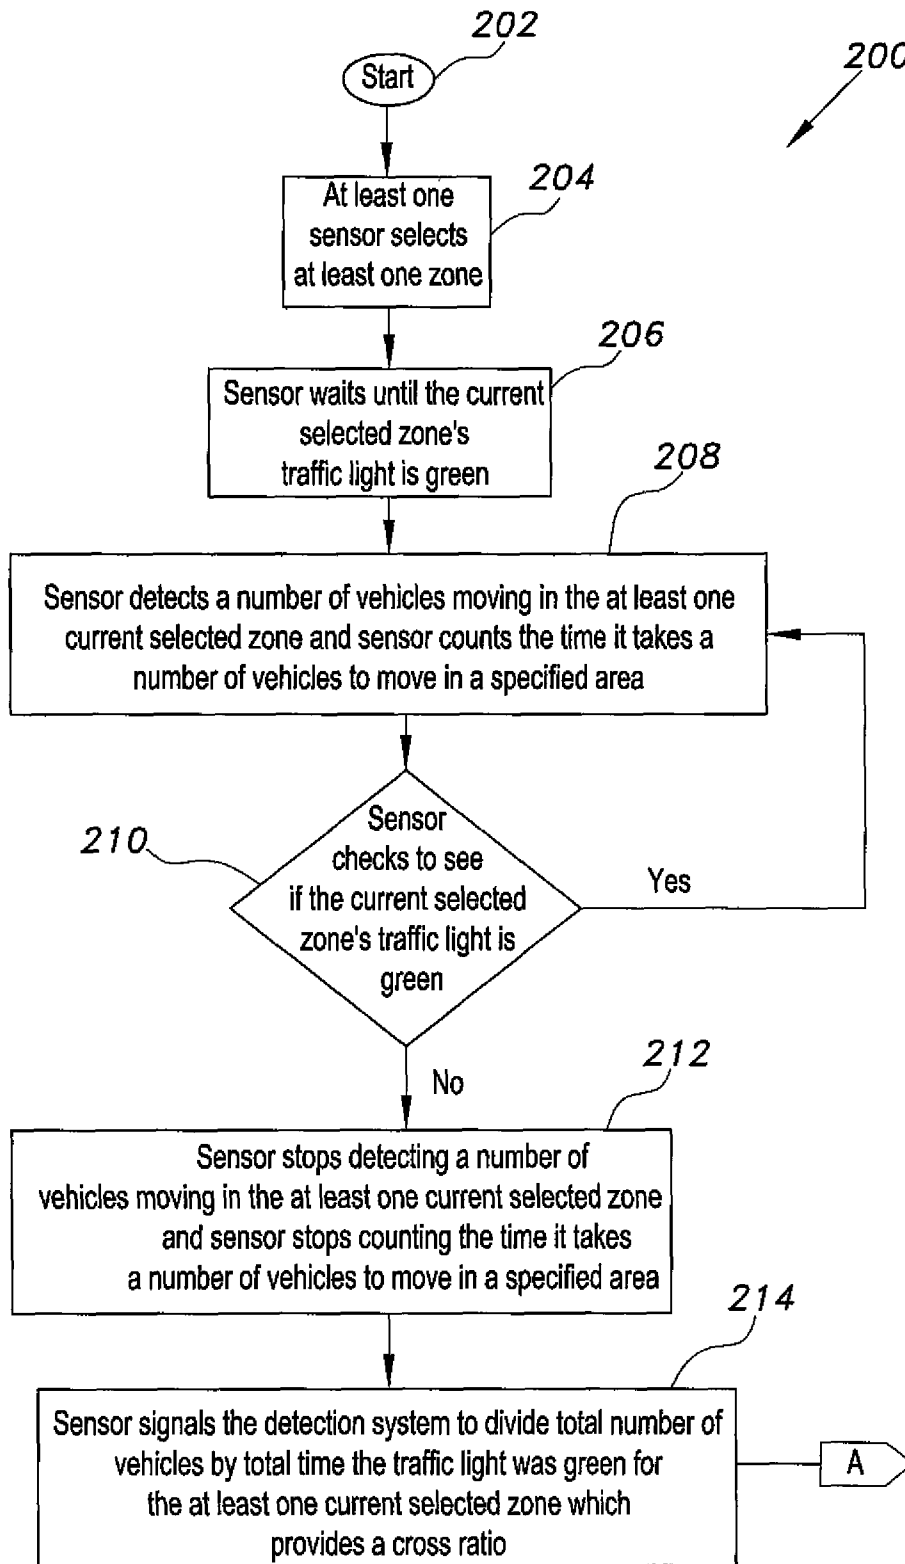 202
Start
200
204
At least one
sensor selects
at least one zone
206
Sensor waits until the current
selected zone's
traffic light is green
208
Sensor detects a number of vehicles moving in the at least one
current selected zone and sensor counts the time it takes a
number of vehicles to move in a specified area
210
Sensor
checks to see
if the current selected
zone's traffic light is
green
Yes
No
212
Sensor stops detecting a number of
vehicles moving in the at least one current selected zone
and sensor stops counting the time it takes
a number of vehicles to move in a specified area
214
Sensor signals the detection system to divide total number of
vehicles by total time the traffic light was green for
the at least one current selected zone which
provides a cross ratio
A